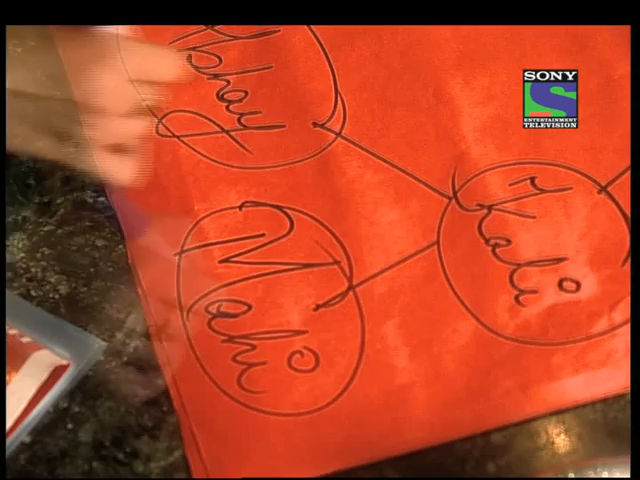 SONY
ENTERTAINMENT
TELEVISION
Abhay
Kali
Mahi